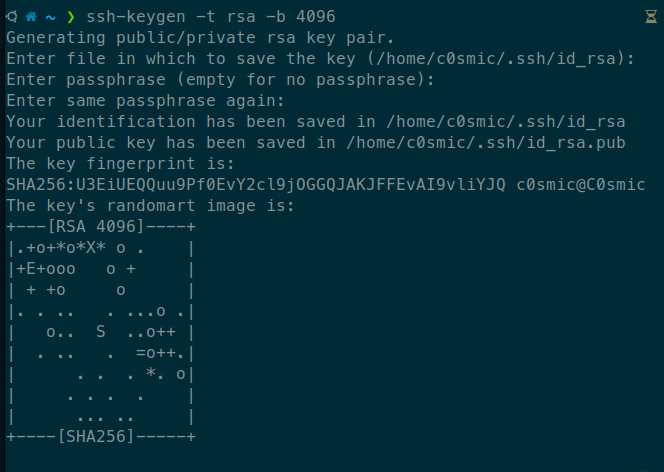 ~ ❯ ssh-keygen -t rsa -b 4096
Generating public/private rsa key pair.
Enter file in which to save the key (/home/c0smic/.ssh/id_rsa):
Enter passphrase (empty for no passphrase):
Enter same passphrase again:
Your identification has been saved in /home/c0smic/.ssh/id_rsa
Your public key has been saved in /home/c0smic/.ssh/id_rsa.pub
The key fingerprint is:
SHA256:U3EiUEQQuu9Pf0EvY2cl9jOGGQJAKJFFEvAI9vliYJQ c0smic@C0smic
The key's randomart image is:
+---[RSA 4096]----+
|.+o+*o*X* o .    |
|+E+ooo   o +     |
| + +o     o      |
|. . ..   . ...o .|
|   o..  S  ..o++ |
|  . ..   .  =o++.|
|       . .  . *. o|
|      . . .  .    |
|       ... ..     |
+----[SHA256]-----+